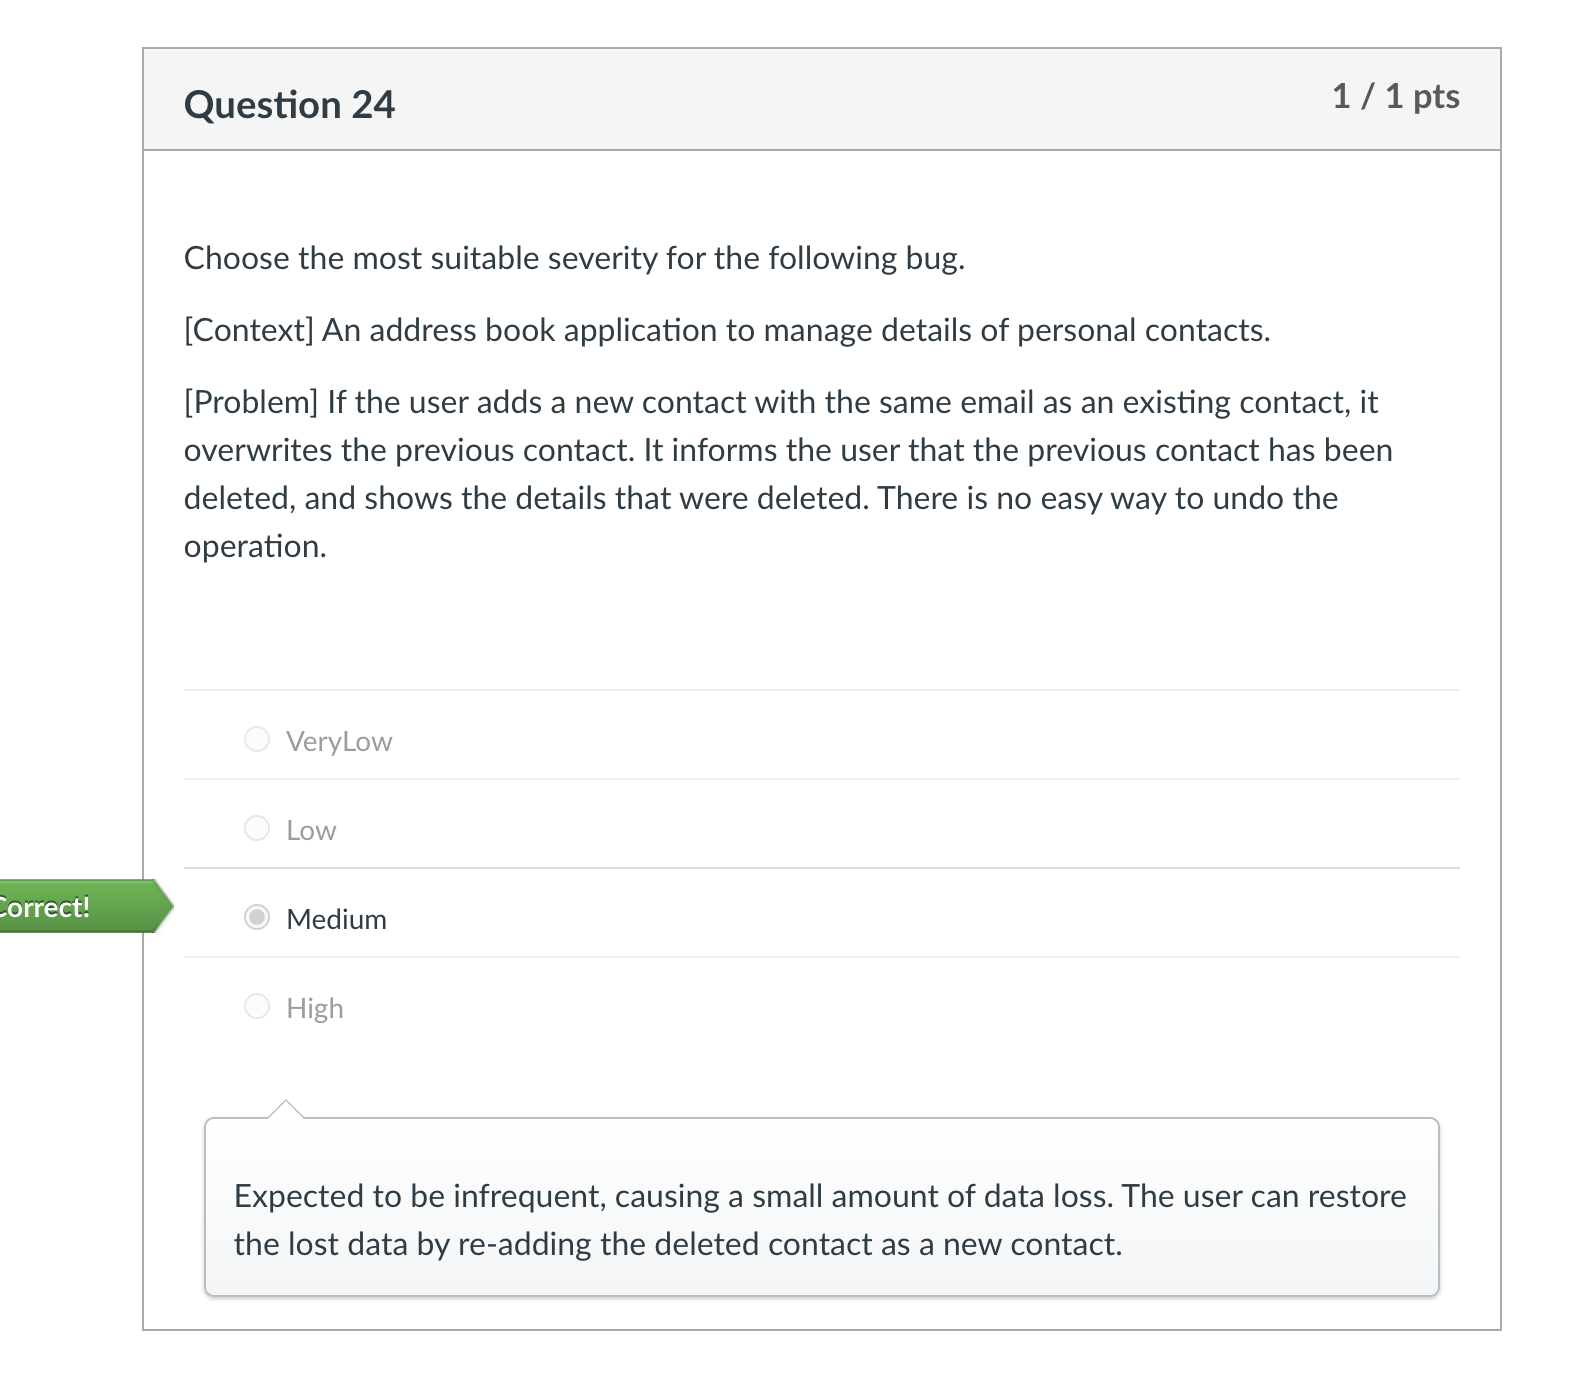 Question 24
1 / 1 pts
Choose the most suitable severity for the following bug.
[Context] An address book application to manage details of personal contacts.
[Problem] If the user adds a new contact with the same email as an existing contact, it
overwrites the previous contact. It informs the user that the previous contact has been
deleted, and shows the details that were deleted. There is no easy way to undo the
operation.
VeryLow
Low
Correct!
Medium
High
Expected to be infrequent, causing a small amount of data loss. The user can restore
the lost data by re-adding the deleted contact as a new contact.